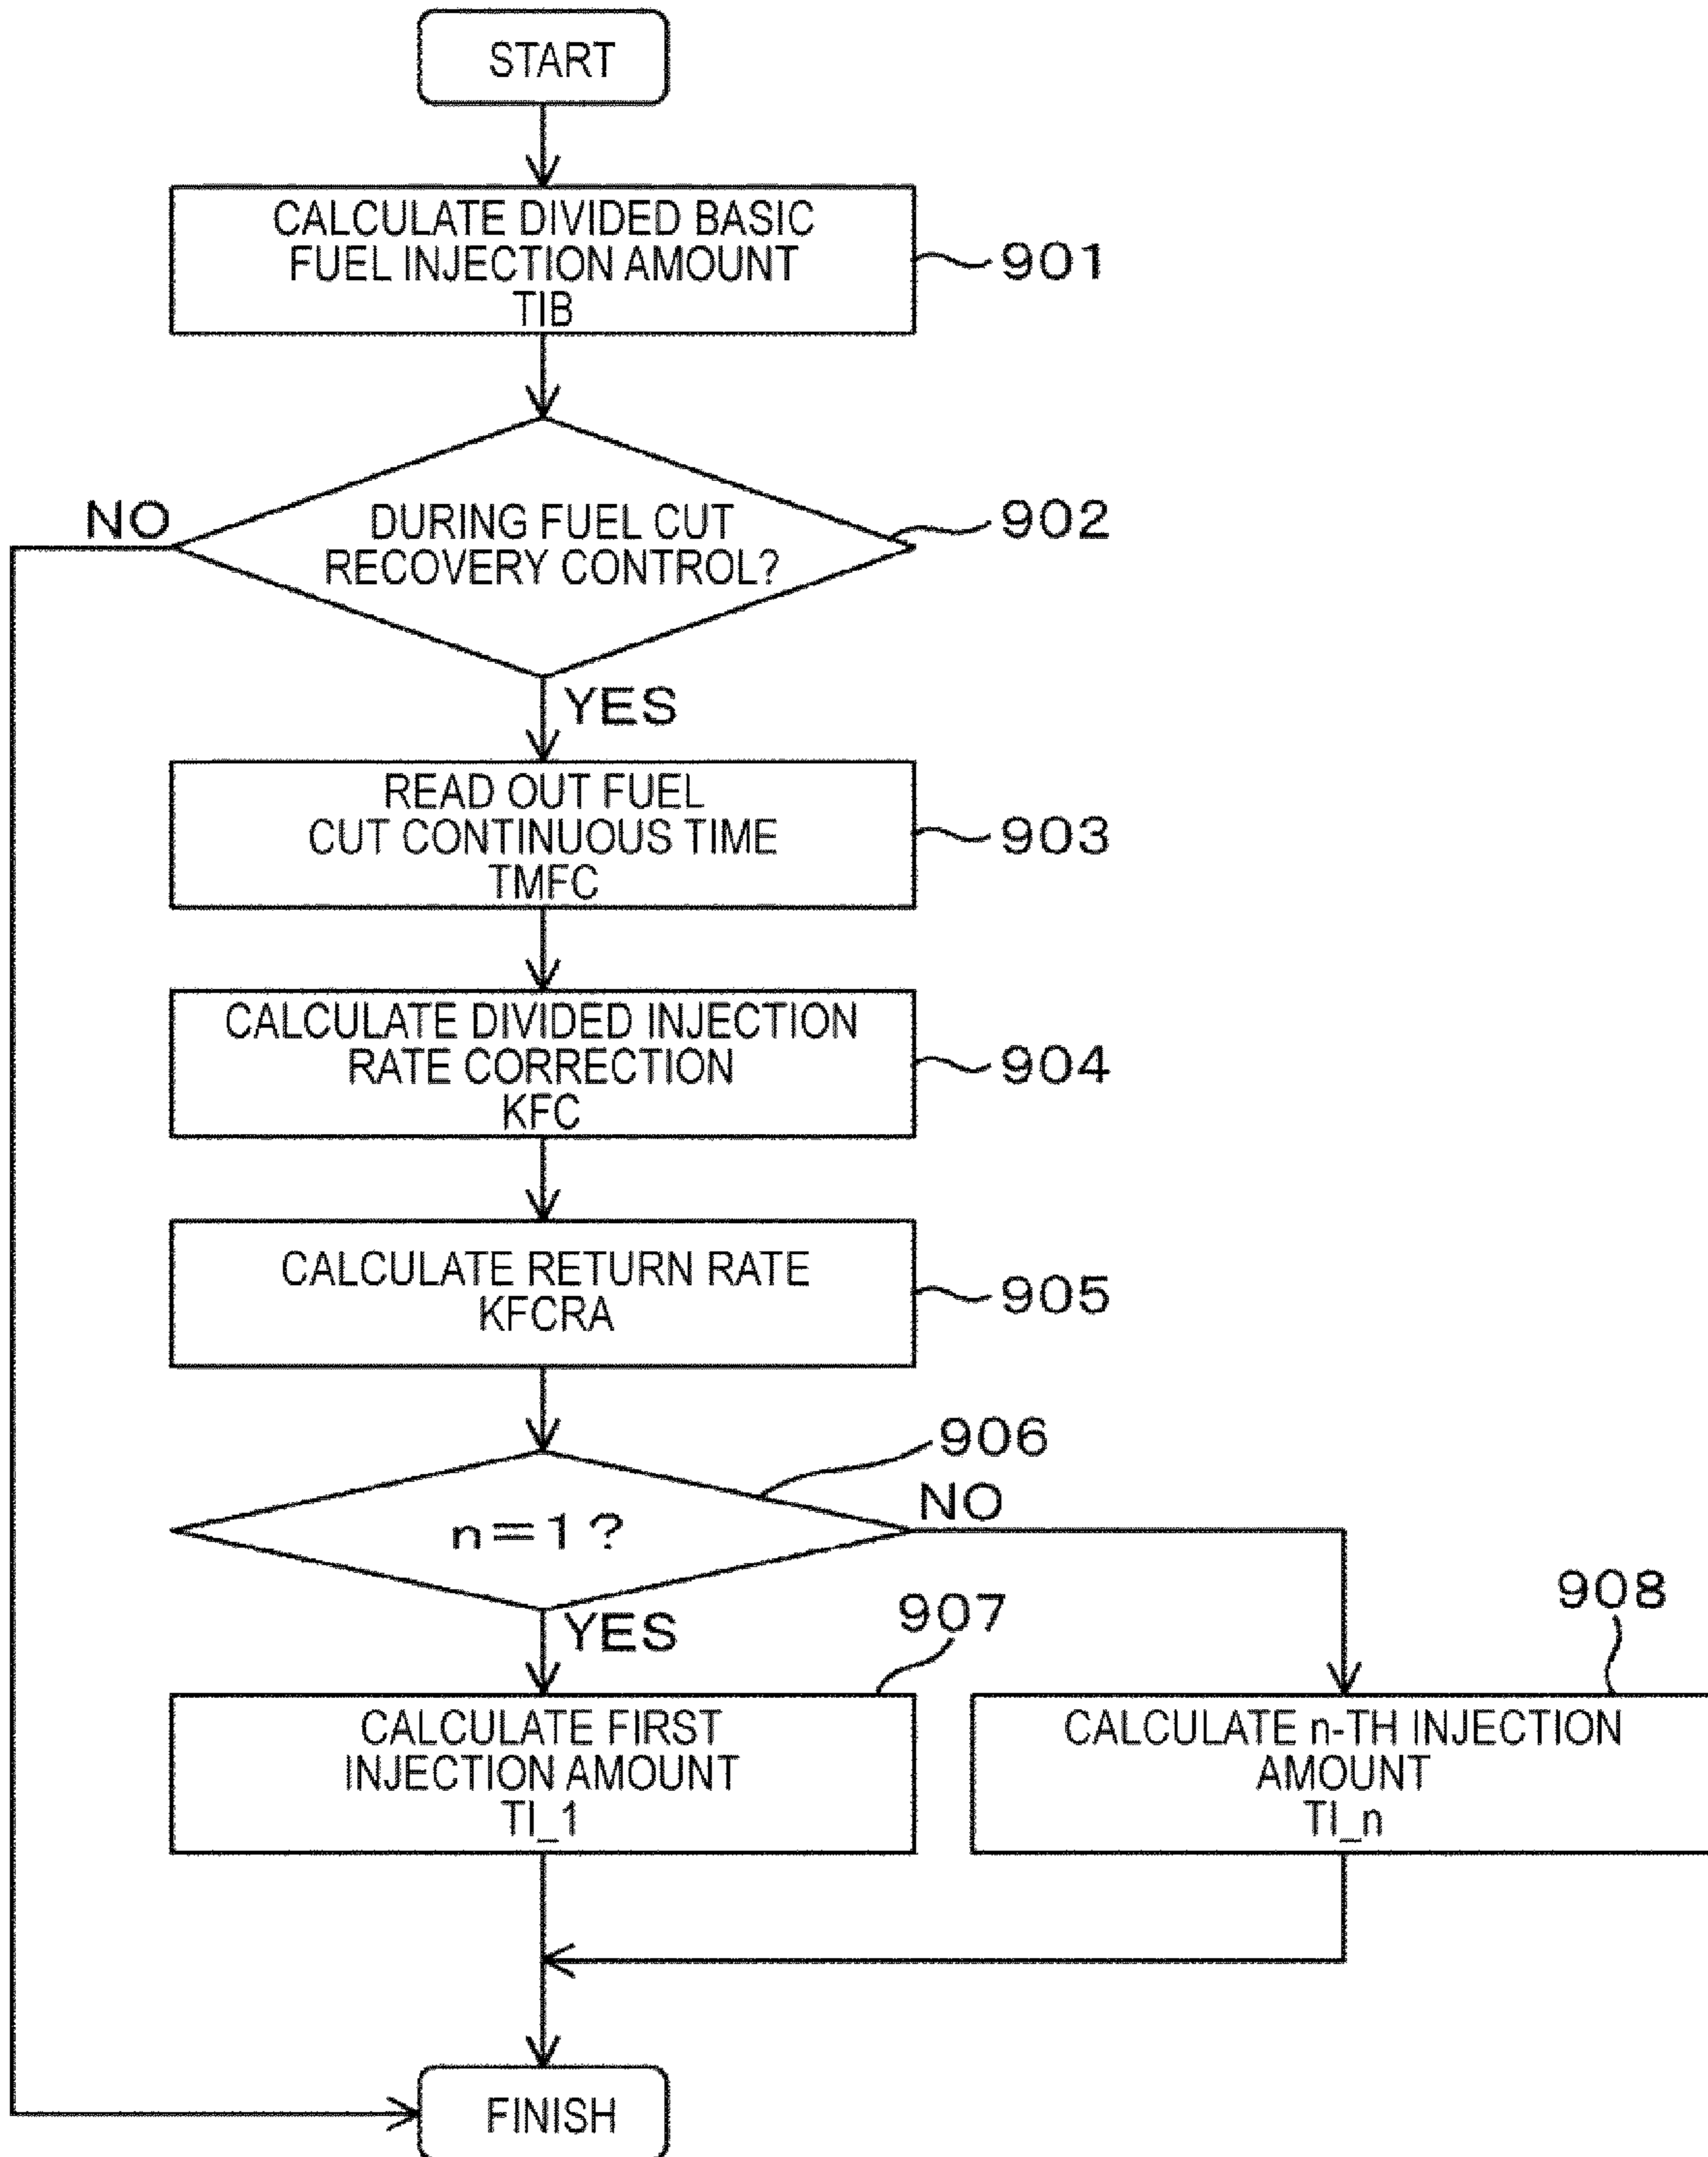 START
CALCULATE DIVIDED BASIC
FUEL INJECTION AMOUNT
TIB
901
NO
DURING FUEL CUT
RECOVERY CONTROL?
902
YES
READ OUT FUEL
CUT CONTINUOUS TIME
TMFC
903
CALCULATE DIVIDED INJECTION
RATE CORRECTION
KFC
904
CALCULATE RETURN RATE
KFCRA
905
906
n=1?
NO
YES
907
CALCULATE FIRST
INJECTION AMOUNT
TI_1
908
CALCULATE n-TH INJECTION
AMOUNT
TI_n
FINISH